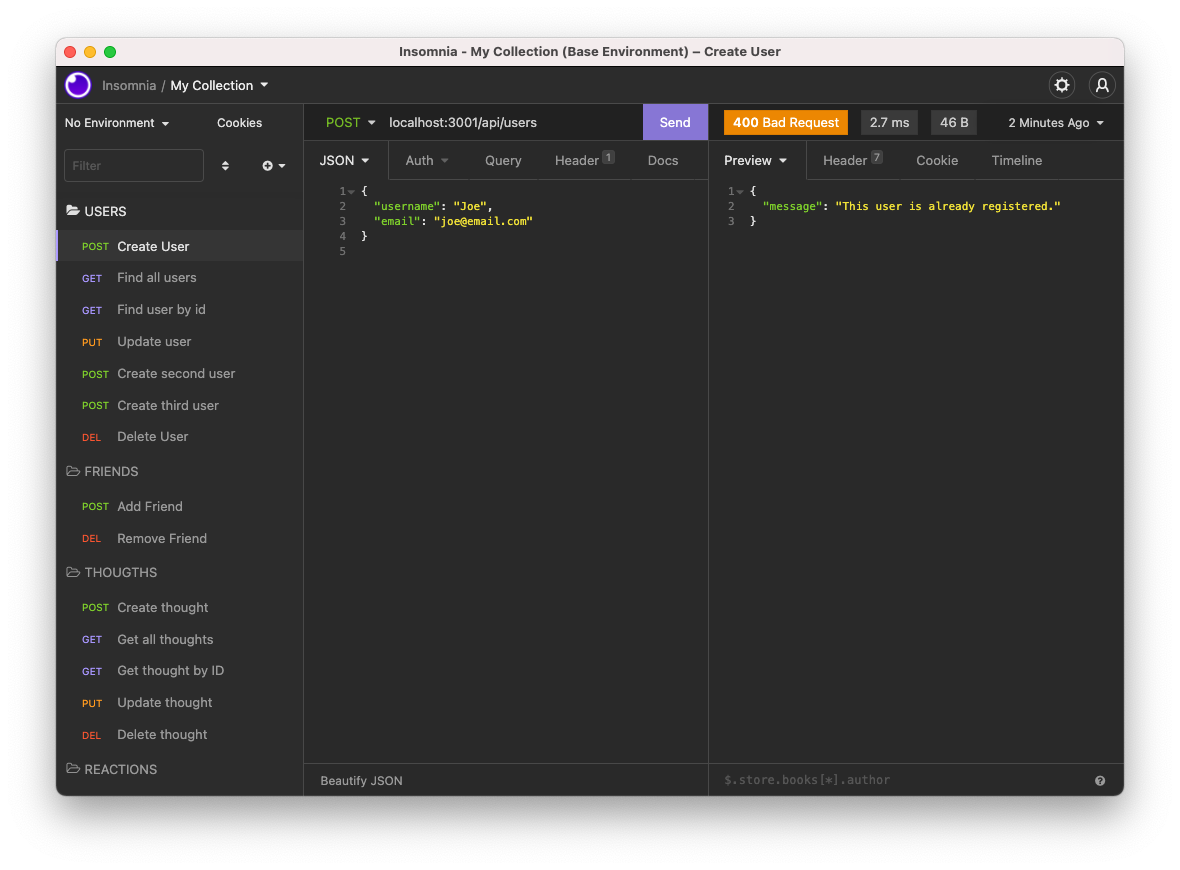 Insomnia - My Collection (Base Environment) – Create User
Insomnia / My Collection
No Environment Cookies
Filter
USERS
POST Create User
GET Find all users
GET Find user by id
PUT Update user
POST Create second user
POST Create third user
DEL Delete User
FRIENDS
POST Add Friend
DEL Remove Friend
THOUGTHS
POST Create thought
GET Get all thoughts
GET Get thought by ID
PUT Update thought
DEL Delete thought
REACTIONS
POST localhost:3001/api/users Send
JSON Auth Query Header 1 Docs
1 {
2 "username": "Joe",
3 "email": "joe@email.com"
4 }
5
Beautify JSON
400 Bad Request 2.7 ms 46 B 2 Minutes Ago
Preview Header 7 Cookie Timeline
1 {
2 "message": "This user is already registered."
3 }
$.store.books[*].author